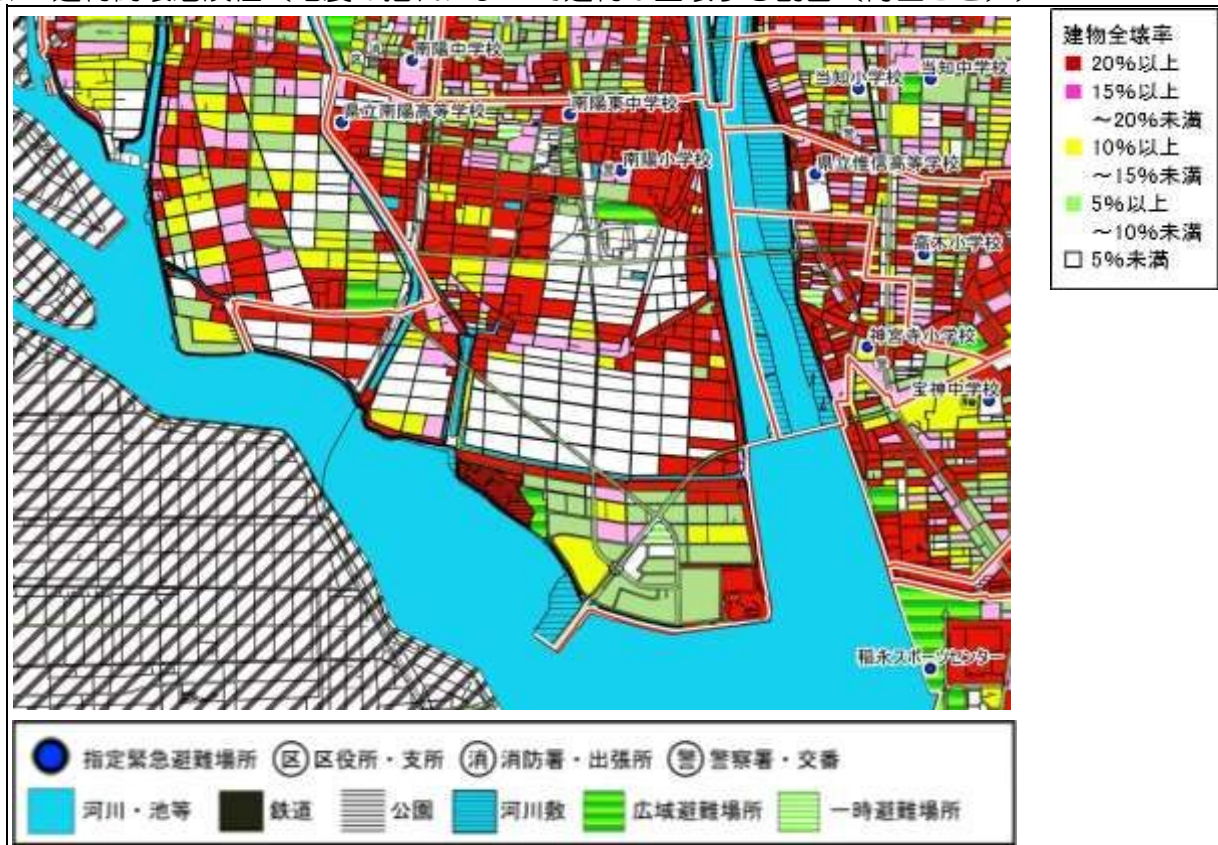 建物全壊率
20%以上
15%以上
～20%未満
10%以上
～15%未満
5%以上
～10%未満
5%未満
消
区
南陽中学校
県立南陽高等学校
南陽東中学校
警
南陽小学校
当知小学校
当知中学校
県立惟信高等学校
高木小学校
神宮寺小学校
宝神中学校
稲永スポーツセンター
指定緊急避難場所 区 区役所・支所 消 消防署・出張所 警 警察署・交番
河川・池等 鉄道 公園 河川敷 広域避難場所 一時避難場所